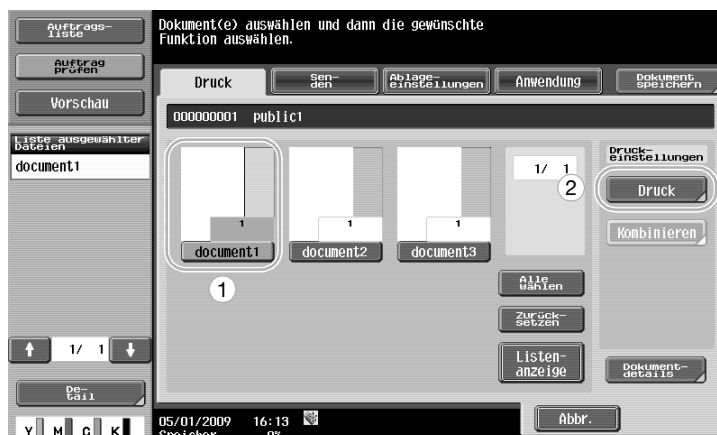 Auftrags-
liste
Auftrag
prüfen
Vorschau
Liste ausgewählter
Dateien
document1
1/ 1
De-
tail
Y M C K
Dokument(e) auswählen und dann die gewünschte
Funktion auswählen.
Druck
Sen-
den
Ablage-
einstellungen
Anwendung
Dokument
speichern
000000001 public1
1
document1
1
document2
1
document3
1
1/ 1
2
Alle
wählen
Zurück-
setzen
Listen-
anzeige
Druck-
einstellungen
Druck
Kombinieren
Dokument-
details
05/01/2009 16:13
Speicher 0%
Abbr.